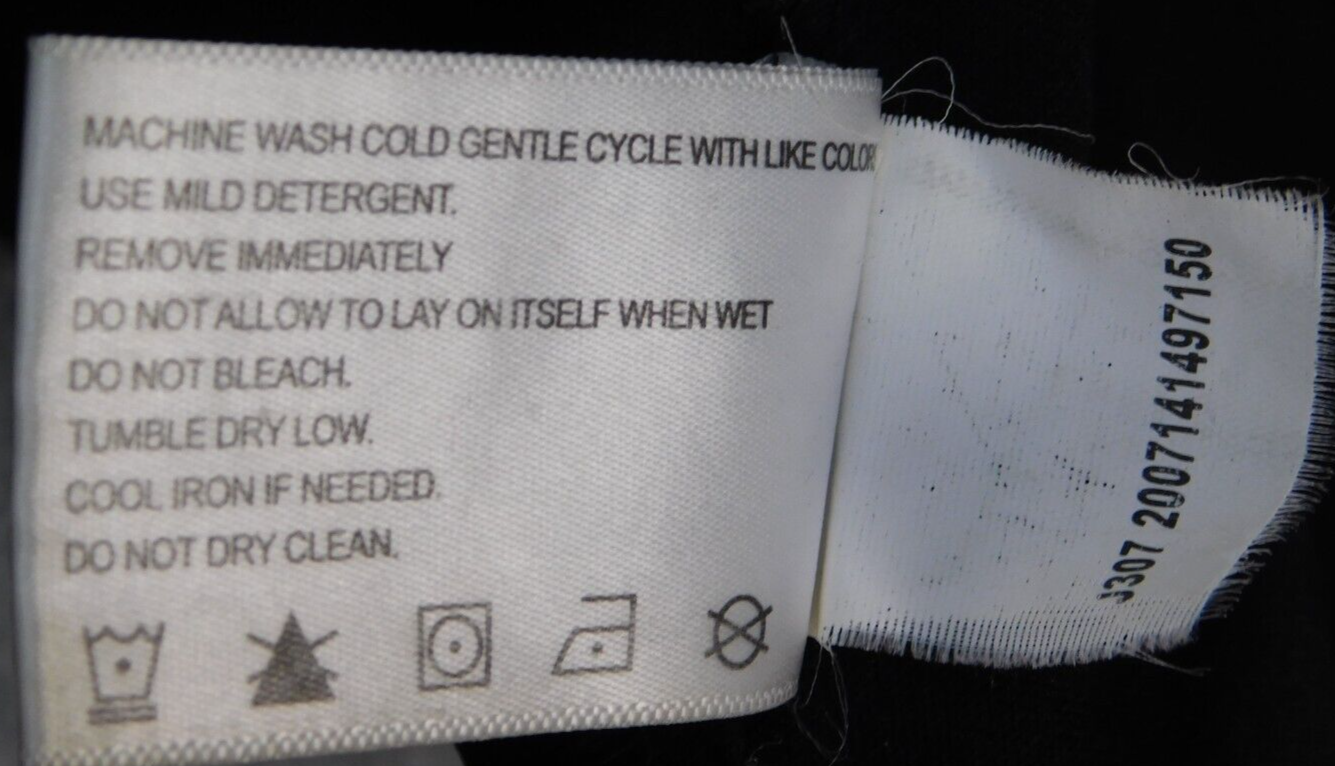 MACHINE WASH COLD GENTLE CYCLE WITH LIKE COLOR
USE MILD DETERGENT.
REMOVE IMMEDIATELY
DO NOT ALLOW TO LAY ON ITSELF WHEN WET
DO NOT BLEACH.
TUMBLE DRY LOW.
COOL IRON IF NEEDED.
DO NOT DRY CLEAN.
J307 2007141497150